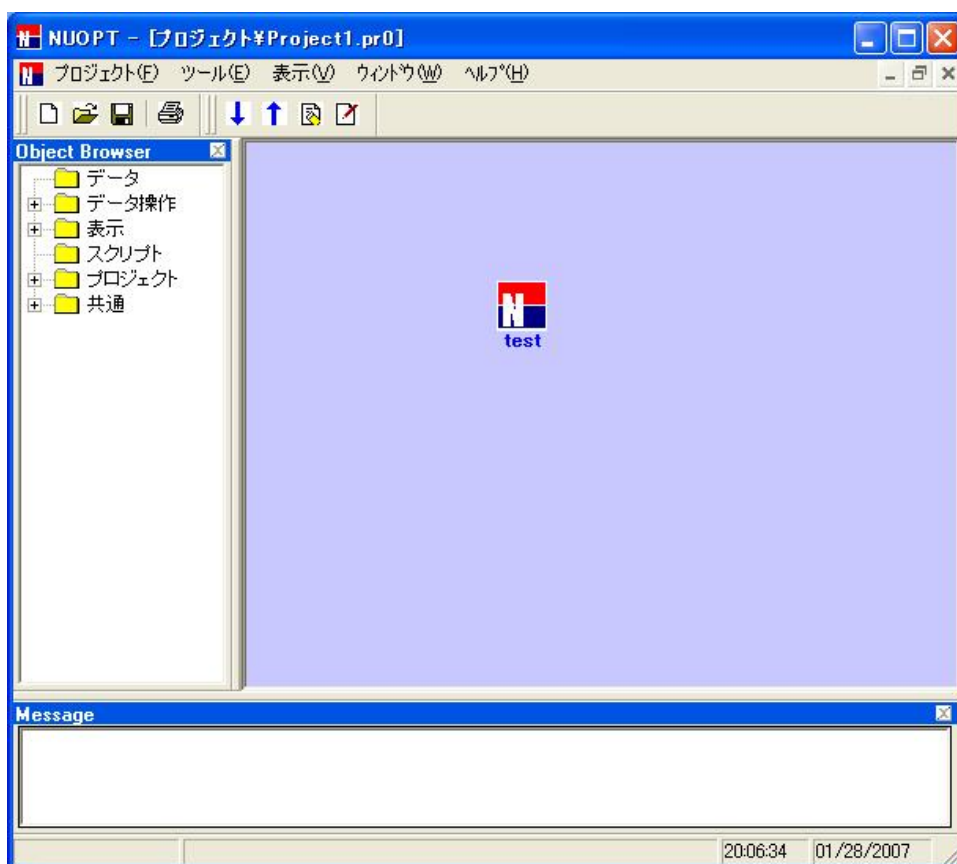 NUOPT - [プロジェクト¥Project1.pr0]
プロジェクト(F) ツール(E) 表示(V) ウィンドウ(W) ヘルプ(H)
Object Browser
データ
データ操作
表示
スクリプト
プロジェクト
共通
N
test
Message
20:06:34 01/28/2007